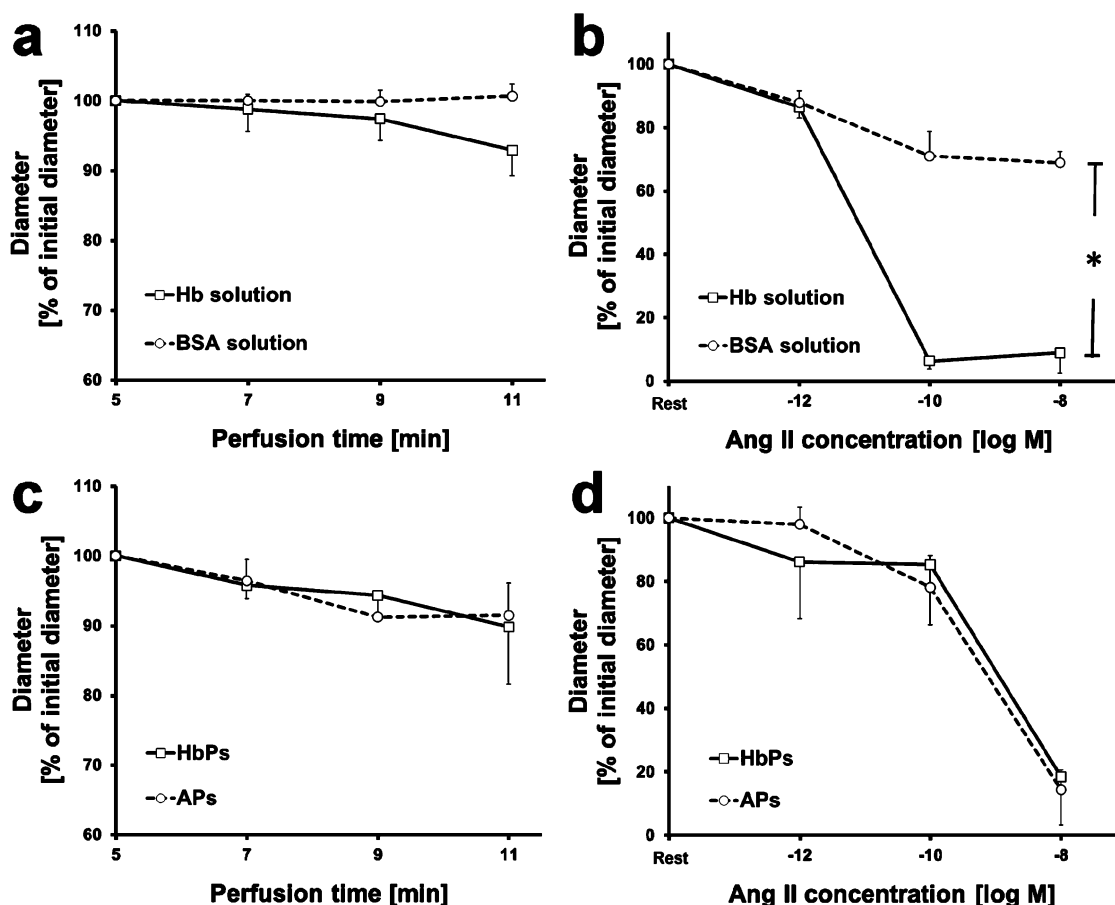 a
110
100
90
80
70
60
Diameter
[% of initial diameter]
Hb solution
BSA solution
5
7
9
11
Perfusion time [min]
b
100
80
60
40
20
0
Diameter
[% of initial diameter]
Hb solution
BSA solution
*
Rest
-12
-10
-8
Ang II concentration [log M]
c
110
100
90
80
70
60
Diameter
[% of initial diameter]
HbPs
APs
5
7
9
11
Perfusion time [min]
d
100
80
60
40
20
0
Diameter
[% of initial diameter]
HbPs
APs
Rest
-12
-10
-8
Ang II concentration [log M]